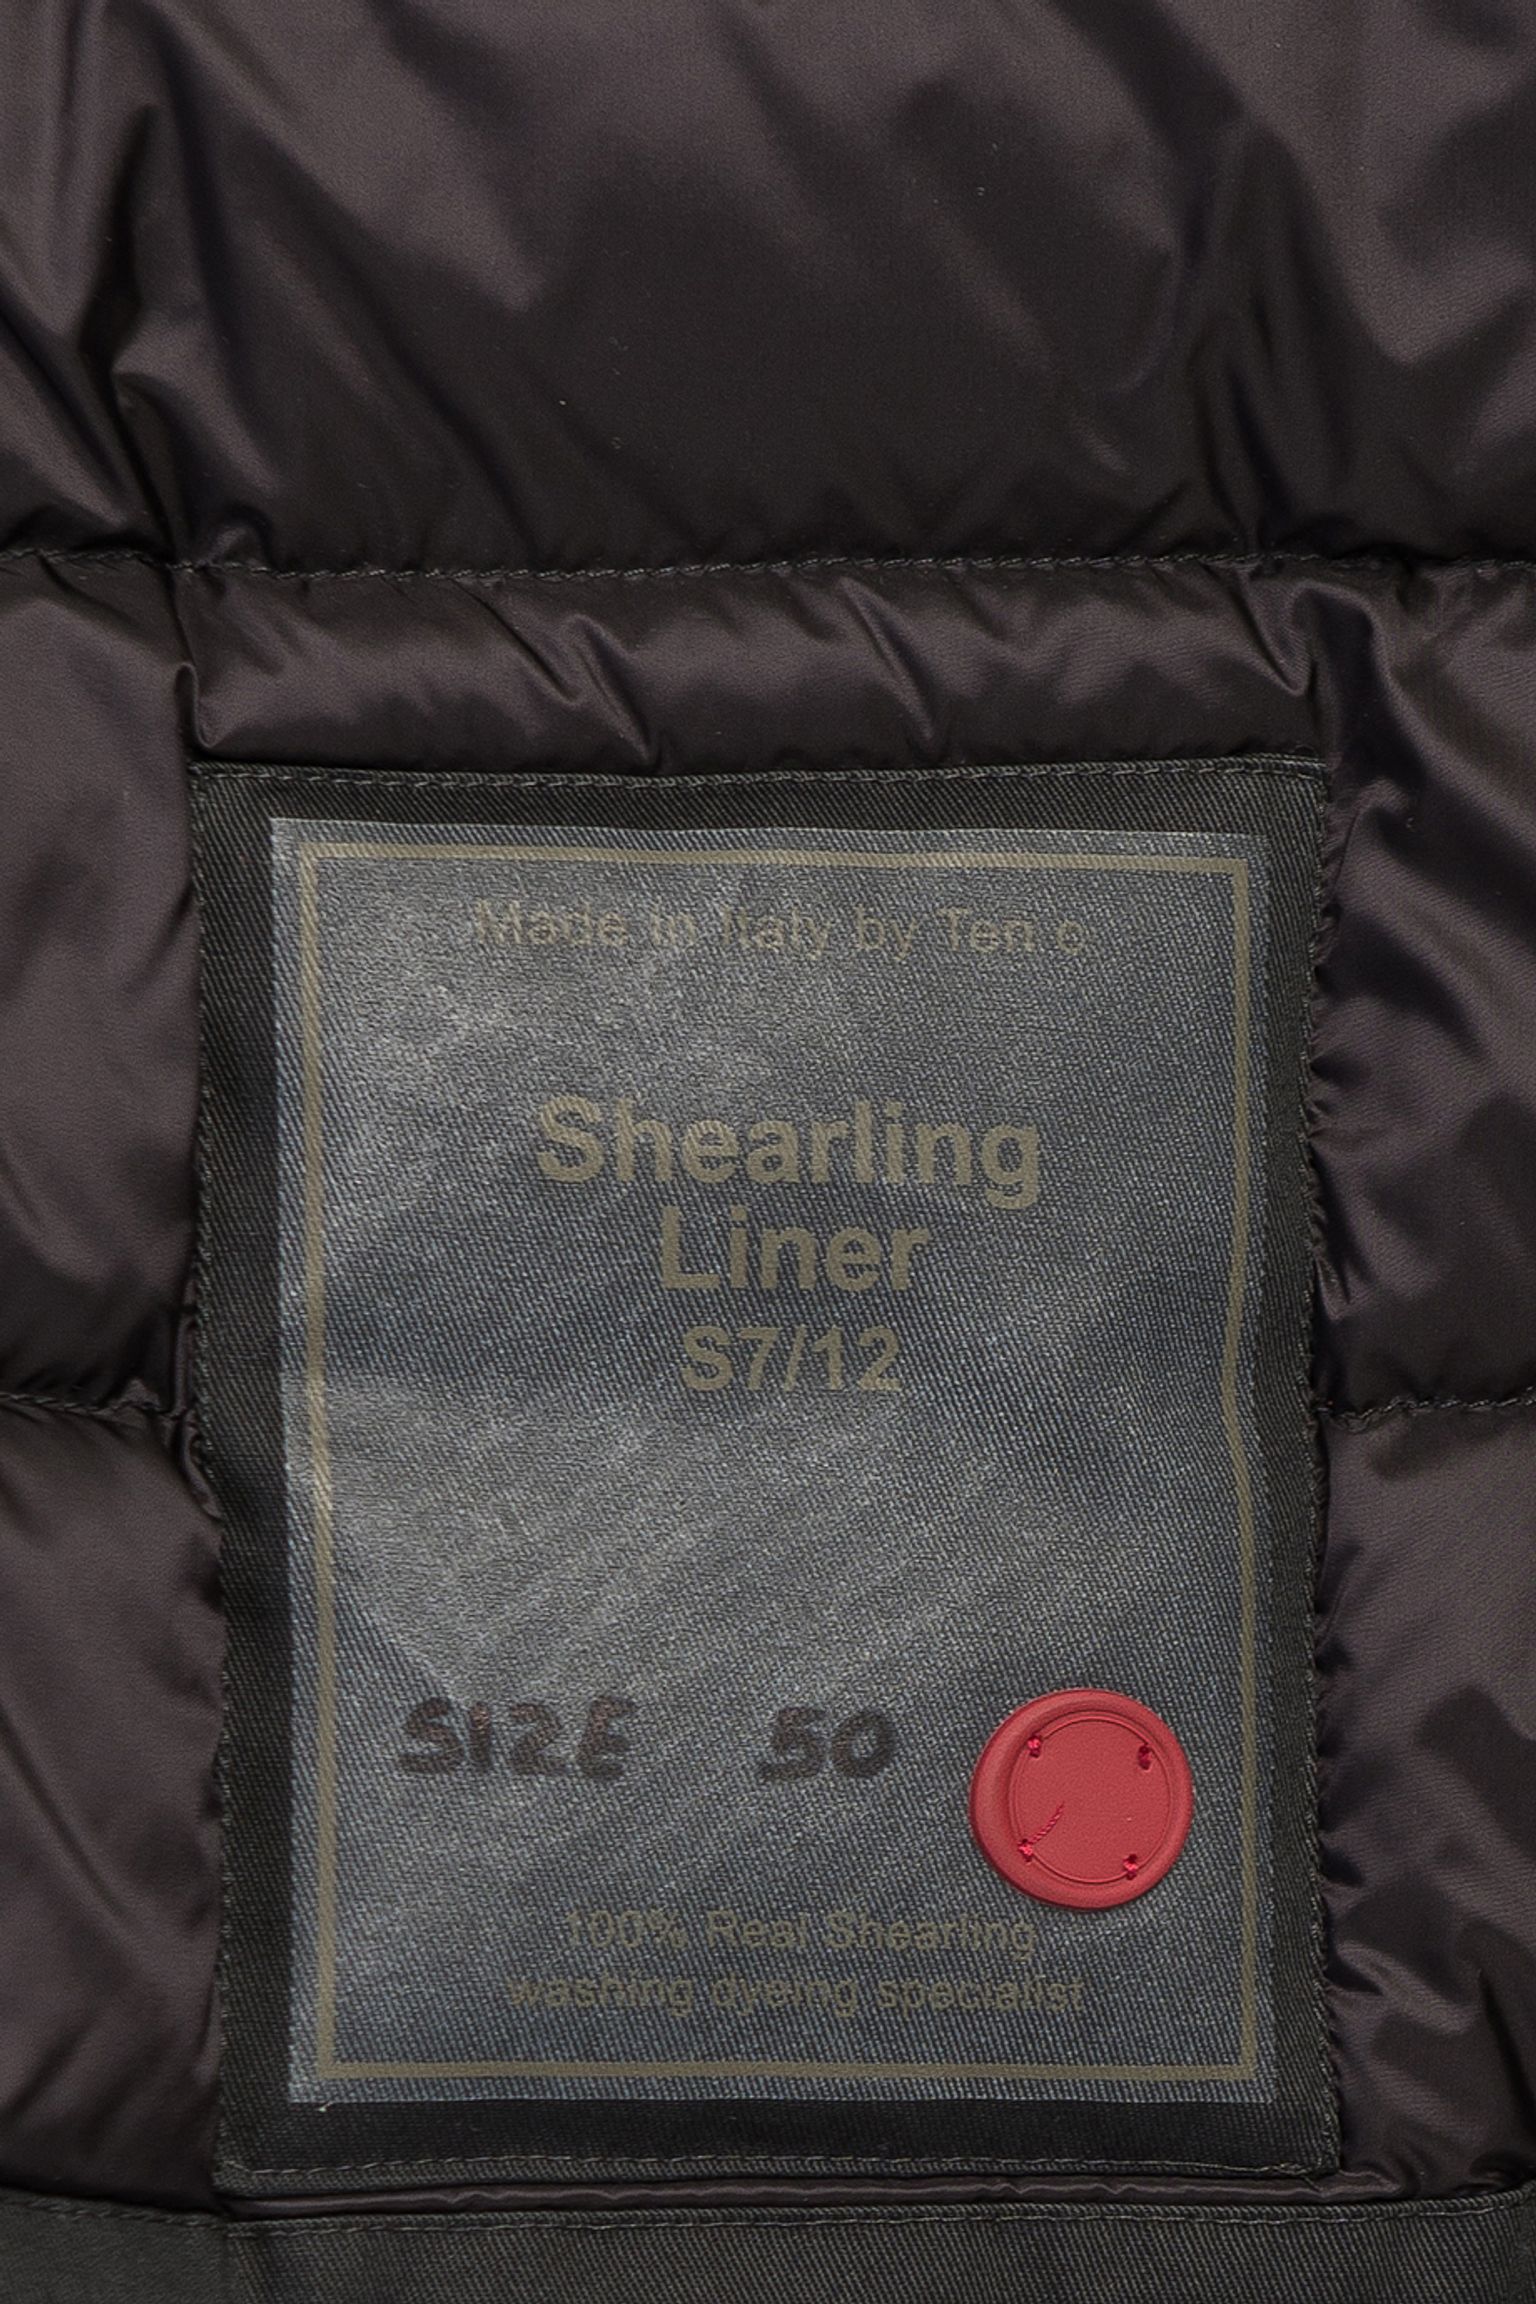 Made in Italy by Ten c
Shearling
Liner
S7/12
SIZE 50
100% Real Shearling
washing dyeing specialist